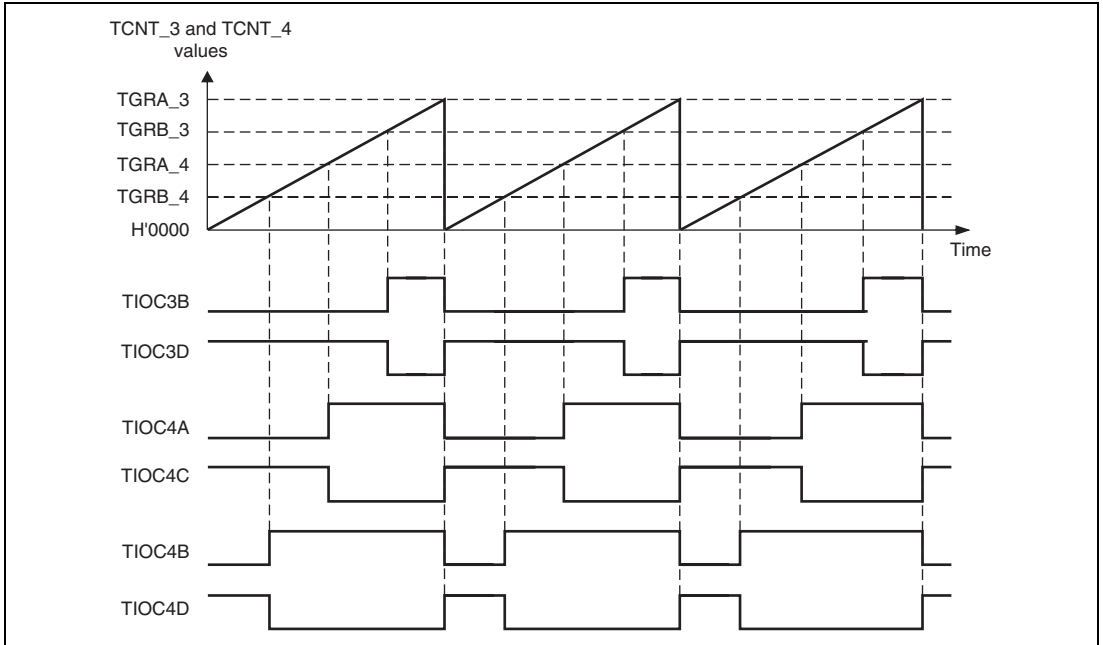 TCNT_3 and TCNT_4
values
TGRA_3
TGRB_3
TGRA_4
TGRB_4
H'0000
Time
TIOC3B
TIOC3D
TIOC4A
TIOC4C
TIOC4B
TIOC4D